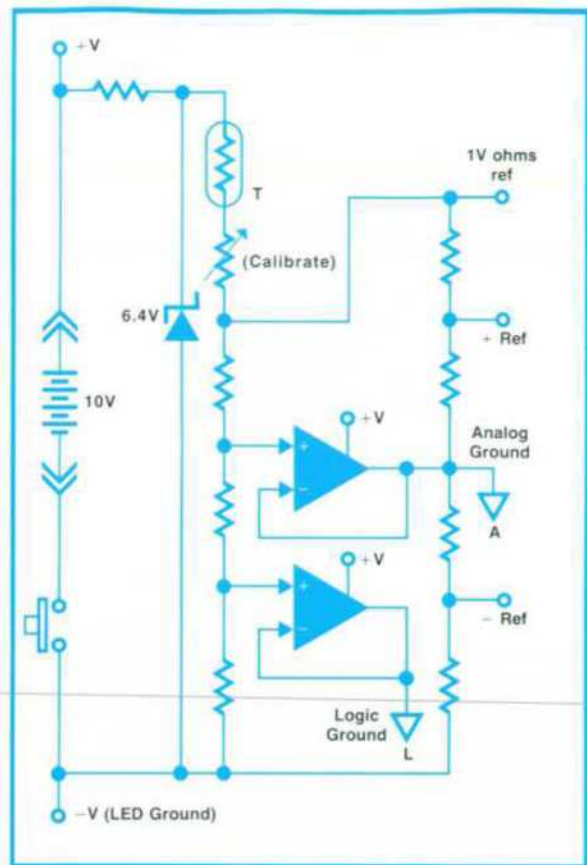 +V
1V ohms
ref
T
(Calibrate)
6.4V
+ Ref
10V
+V
Analog
Ground
+
−
A
+V
+
−
− Ref
Logic
Ground
L
−V (LED Ground)